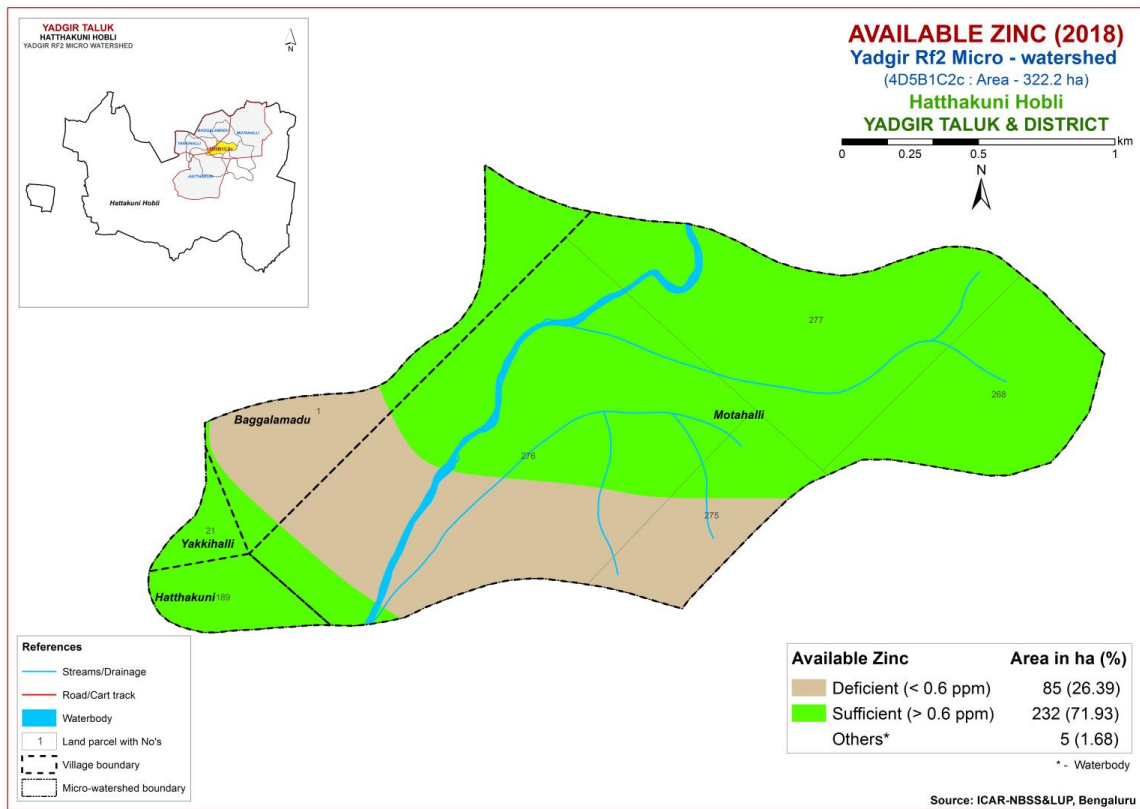 YADGIR TALUK
HATTHAKUNI HOBLI
YADGIR RF2 MICRO WATERSHED
N
BAGGALAMADU
MOTAHALLI
4D5B1C2c
HATTHAKUNI
Hattakuni Hobli
AVAILABLE ZINC (2018)
Yadgir Rf2 Micro - watershed
(4D5B1C2c : Area - 322.2 ha)
Hatthakuni Hobli
YADGIR TALUK & DISTRICT
km
0 0.25 0.5 1
N
277
268
Motahalli
1
Baggalamadu
276
275
21
Yakkihalli
Hatthakuni 189
References
Streams/Drainage
Road/Cart track
Waterbody
1 Land parcel with No's
Village boundary
Micro-watershed boundary
Available Zinc Area in ha (%)
Deficient (< 0.6 ppm) 85 (26.39)
Sufficient (> 0.6 ppm) 232 (71.93)
Others* 5 (1.68)
* - Waterbody
Source: ICAR-NBSS&LUP, Bengaluru